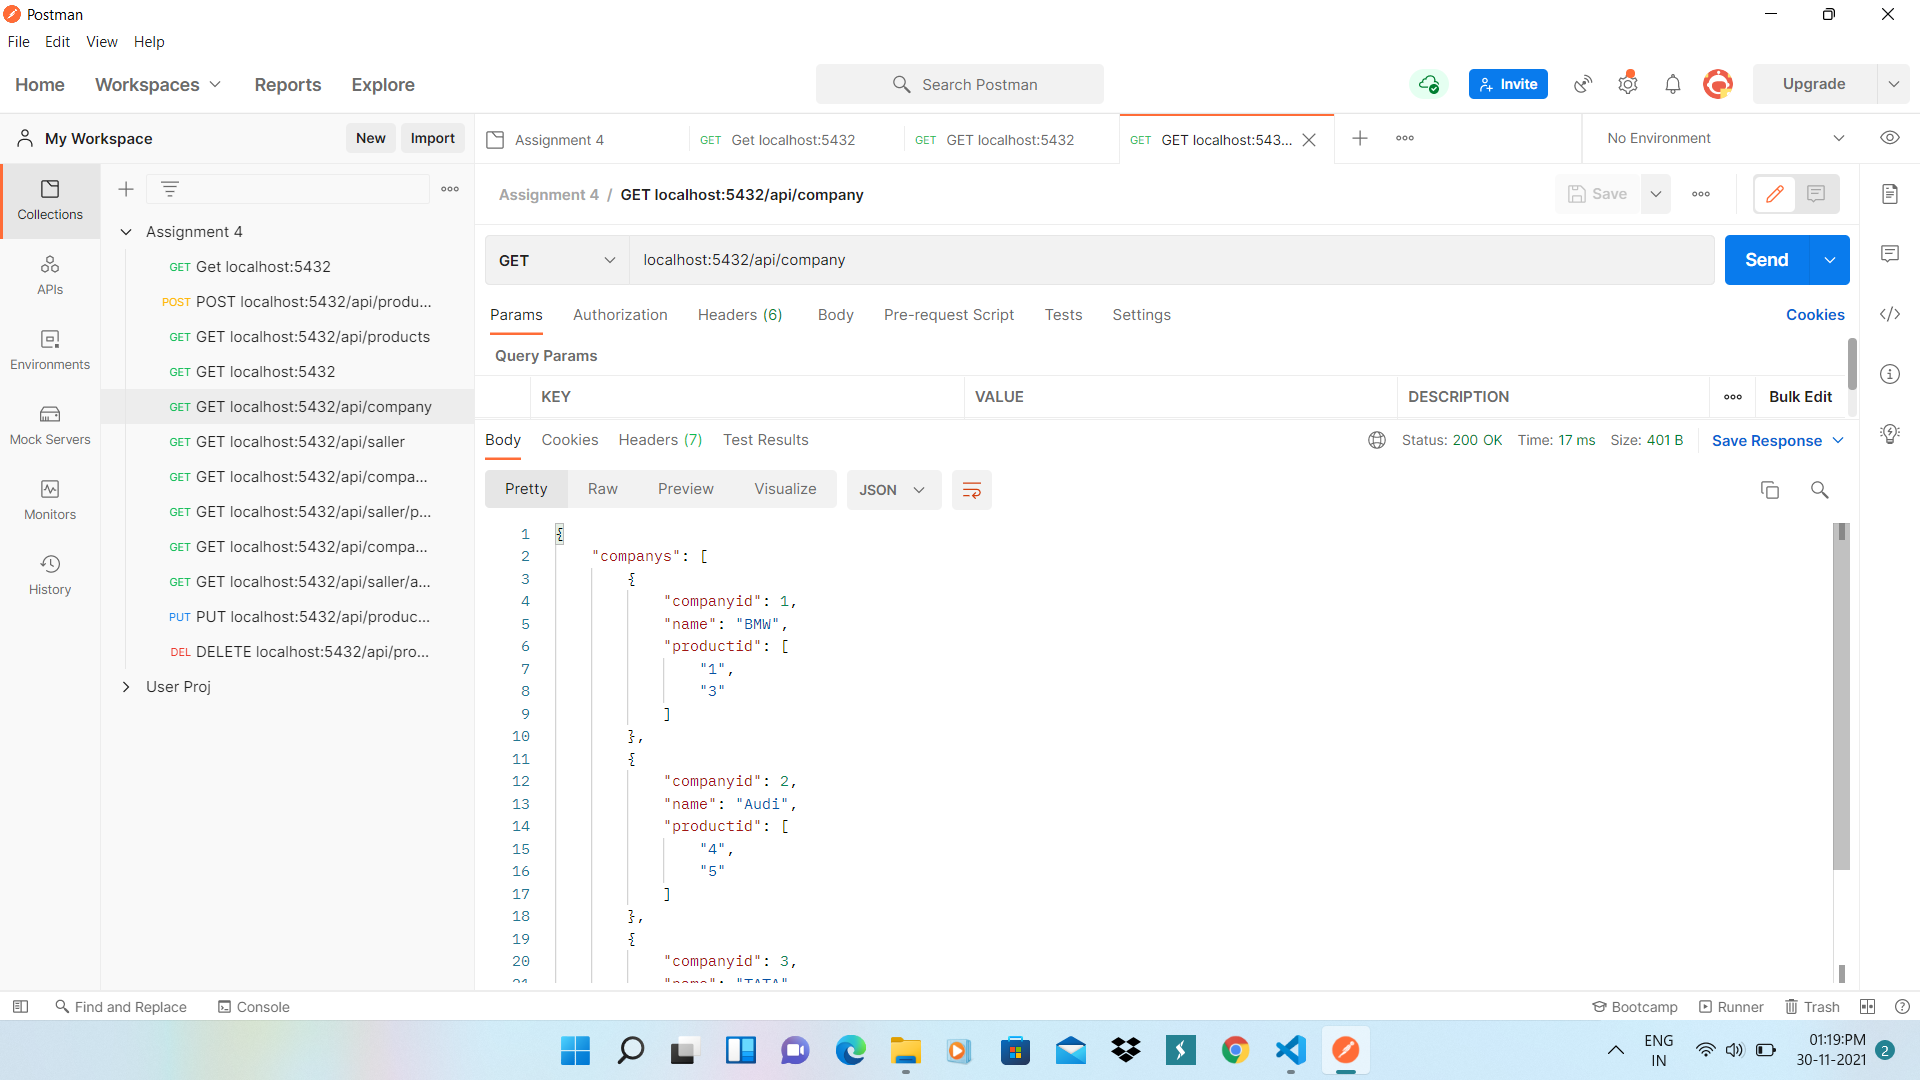 Postman
File Edit View Help
Home Workspaces Reports Explore Search Postman Invite Upgrade
My Workspace New Import Assignment 4 GET Get localhost:5432 GET GET localhost:5432 GET GET localhost:543... No Environment
Collections
APIs
Environments
Mock Servers
Monitors
History
Assignment 4
GET Get localhost:5432
POST POST localhost:5432/api/produ...
GET GET localhost:5432/api/products
GET GET localhost:5432
GET GET localhost:5432/api/company
GET GET localhost:5432/api/saller
GET GET localhost:5432/api/compa...
GET GET localhost:5432/api/saller/p...
GET GET localhost:5432/api/compa...
GET GET localhost:5432/api/saller/a...
PUT PUT localhost:5432/api/produc...
DEL DELETE localhost:5432/api/pro...
User Proj
Assignment 4 / GET localhost:5432/api/company Save
GET localhost:5432/api/company Send
Params Authorization Headers (6) Body Pre-request Script Tests Settings Cookies
Query Params
KEY VALUE DESCRIPTION Bulk Edit
Body Cookies Headers (7) Test Results Status: 200 OK Time: 17 ms Size: 401 B Save Response
Pretty Raw Preview Visualize JSON
1 {
2 "companys": [
3 {
4 "companyid": 1,
5 "name": "BMW",
6 "productid": [
7 "1",
8 "3"
9 ]
10 },
11 {
12 "companyid": 2,
13 "name": "Audi",
14 "productid": [
15 "4",
16 "5"
17 ]
18 },
19 {
20 "companyid": 3,
21 "name": "TATA"
Find and Replace Console Bootcamp Runner Trash
ENG
IN
01:19:PM
30-11-2021
2